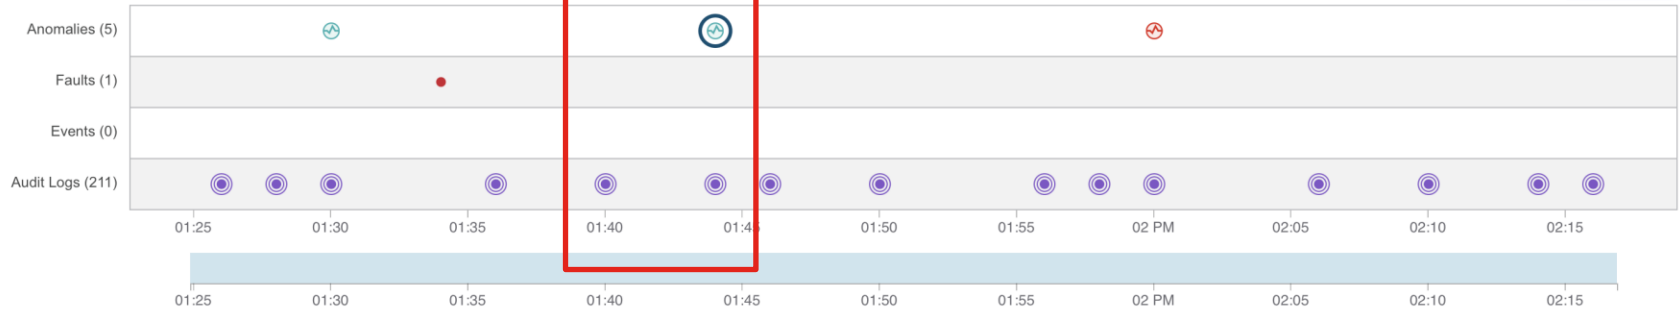 Anomalies (5)
Faults (1)
Events (0)
Audit Logs (211)
01:25 01:30 01:35 01:40 01:45 01:50 01:55 02 PM 02:05 02:10 02:15
01:25 01:30 01:35 01:40 01:45 01:50 01:55 02 PM 02:05 02:10 02:15